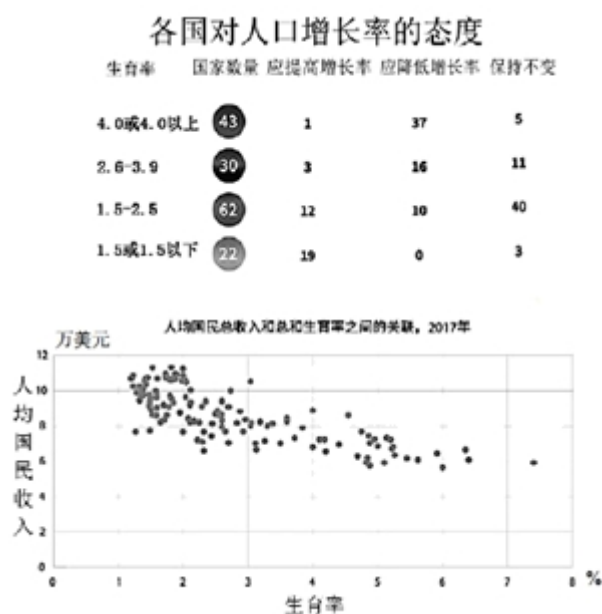 各国对人口增长率的态度
生育率 国家数量 应提高增长率 应降低增长率 保持不变
4.0或4.0以上 43 1 37 5
2.6-3.9 30 3 16 11
1.5-2.5 62 12 10 40
1.5或1.5以下 22 19 0 3
人均国民总收入和总和生育率之间的关联，2017年
万美元
人均国民收入
12
10
8
6
4
2
0
0 1 2 3 4 5 6 7 8 %
生台率